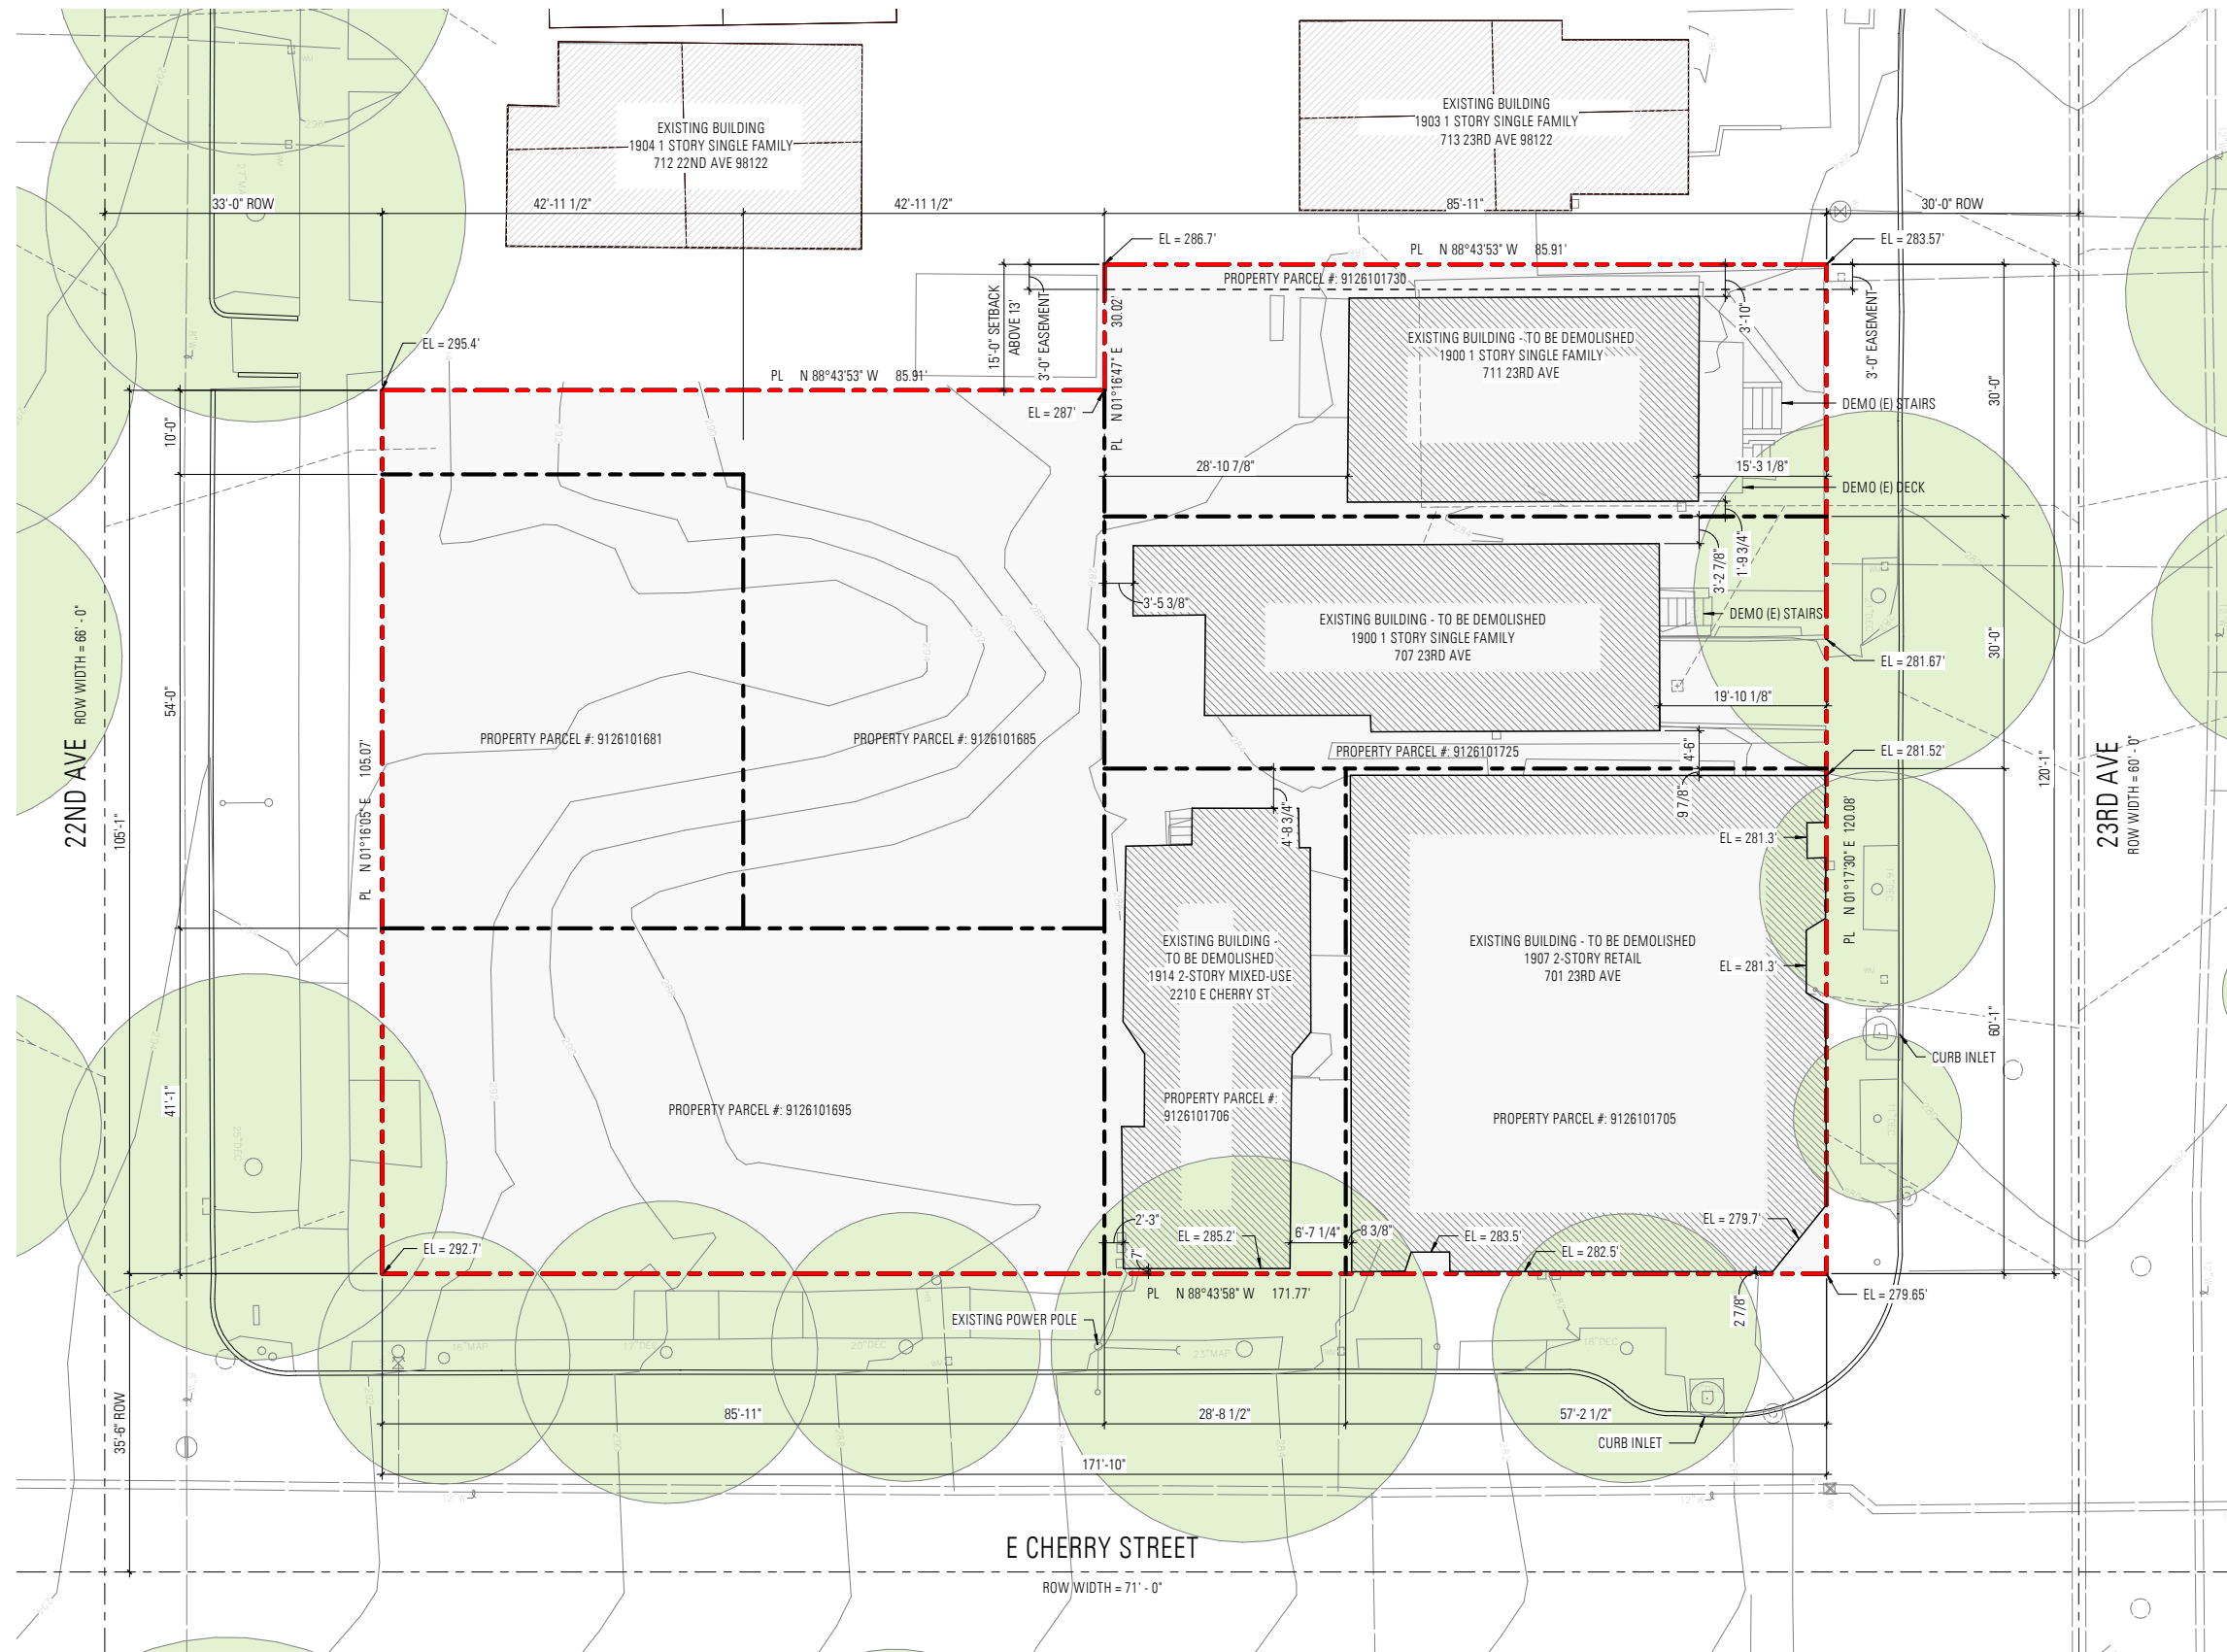 EXISTING BUILDING
1904 1 STORY SINGLE FAMILY
712 22ND AVE 98122
EXISTING BUILDING
1903 1 STORY SINGLE FAMILY
713 23RD AVE 98122
33'-0" ROW
42'-11 1/2"
42'-11 1/2"
85'-11"
30'-0" ROW
EL = 286.7'
PL N 88°43'53" W 85.91'
EL = 283.57'
PROPERTY PARCEL #: 9126101730
15'-0" SETBACK
ABOVE 13'
3'-0" EASEMENT
PL N 01°16'47" E 30.02'
3'-10"
3'-0" EASEMENT
EL = 295.4'
PL N 88°43'53" W 85.91'
EL = 287'
EXISTING BUILDING - TO BE DEMOLISHED
1900 1 STORY SINGLE FAMILY
711 23RD AVE
DEMO (E) STAIRS
30'-0"
10'-0"
28'-10 7/8"
15'-3 1/8"
DEMO (E) DECK
3'-2 7/8"
1'-9 3/4"
3'-5 3/8"
EXISTING BUILDING - TO BE DEMOLISHED
1900 1 STORY SINGLE FAMILY
707 23RD AVE
DEMO (E) STAIRS
EL = 281.67'
30'-0"
19'-10 1/8"
22ND AVE
ROW WIDTH = 66' - 0"
54'-0"
105'-1"
PL N 01°16'05" E 105.07'
PROPERTY PARCEL #: 9126101681
PROPERTY PARCEL #: 9126101685
PROPERTY PARCEL #: 9126101725
4'-6"
EL = 281.52'
120'-1"
23RD AVE
ROW WIDTH = 60' - 0"
4'-8 3/4"
9 7/8"
EL = 281.3'
PL N 01°17'30" E 120.08'
EXISTING BUILDING -
TO BE DEMOLISHED
1914 2-STORY MIXED-USE
2210 E CHERRY ST
EXISTING BUILDING - TO BE DEMOLISHED
1907 2-STORY RETAIL
701 23RD AVE
EL = 281.3'
60'-1"
CURB INLET
41'-1"
PROPERTY PARCEL #: 9126101695
PROPERTY PARCEL #:
9126101706
PROPERTY PARCEL #: 9126101705
EL = 292.7'
2'-3"
7"
EL = 285.2'
6'-7 1/4"
8 3/8"
EL = 283.5'
EL = 282.5'
EL = 279.7'
PL N 88°43'58" W 171.77'
EL = 279.65'
2 7/8"
EXISTING POWER POLE
16"MAP
17"DEC
20"DEC
23"MAP
18"DEC
25"DEC
35'-6" ROW
85'-11"
28'-8 1/2"
57'-2 1/2"
CURB INLET
171'-10"
12"W
12"W
E CHERRY STREET
ROW WIDTH = 71' - 0"